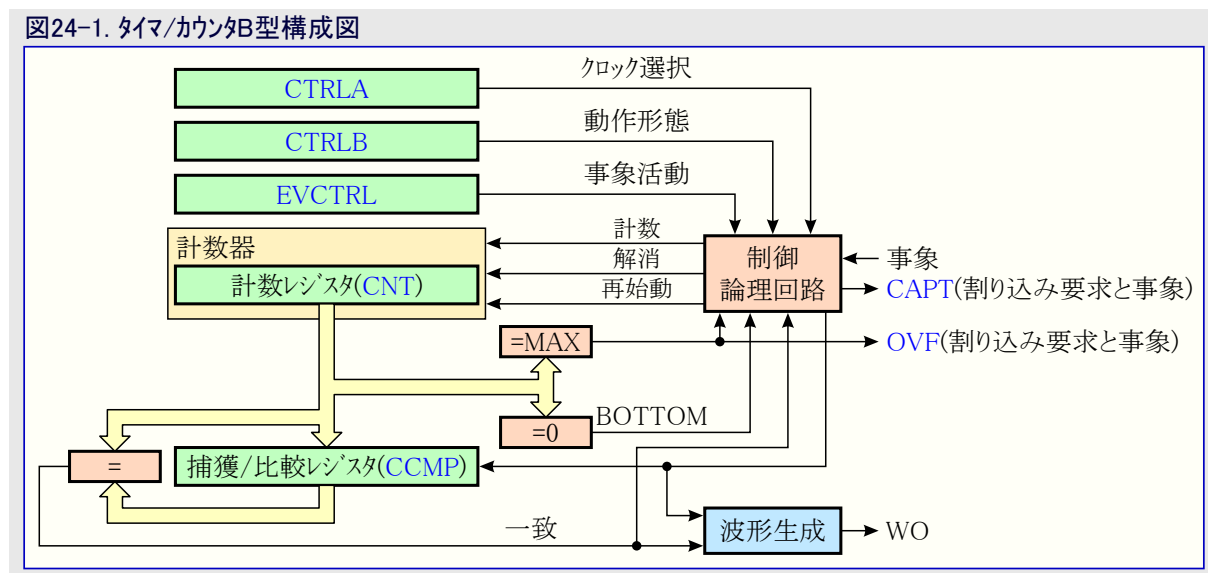 図24-1. ﾀｲﾏ/ｶｳﾝﾀB型構成図
CTRLA
ｸﾛｯｸ選択
CTRLB
動作形態
EVCTRL
事象活動
計数器
計数ﾚｼﾞｽﾀ(CNT)
計数
解消
再始動
制御
論理回路
事象
CAPT(割り込み要求と事象)
=MAX
OVF(割り込み要求と事象)
=0
BOTTOM
=
捕獲/比較ﾚｼﾞｽﾀ(CCMP)
一致
波形生成
WO